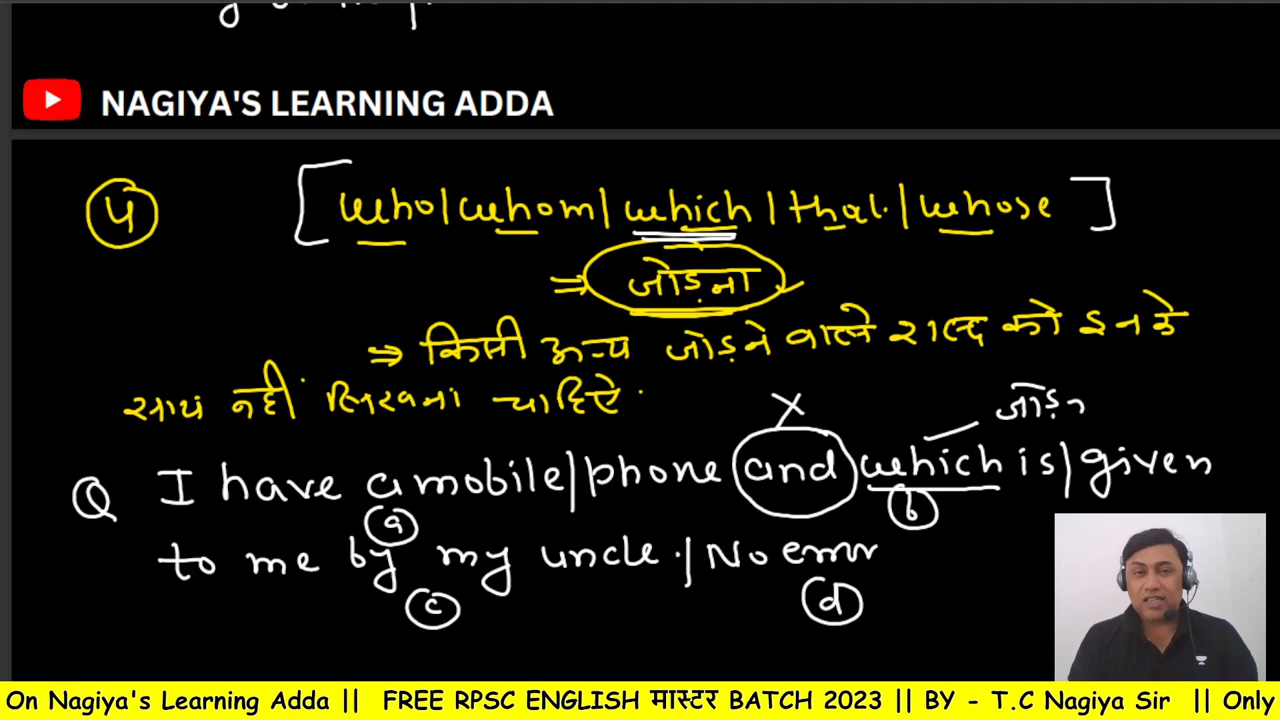 NAGIYA'S LEARNING ADDA
[who/whom/which/that/whose]
⇒ जोड़ना
⇒ किसी अन्य जोड़ने वाले शब्द को इनके
साथ नहीं लिखना चाहिऐ.
X जोड़न
Q I have a mobile/phone and which is/given
(a) (b)
to me by my uncle./No error
(c) (d)
On Nagiya's Learning Adda || FREE RPSC ENGLISH मास्टर BATCH 2023 || BY - T.C Nagiya Sir || Only